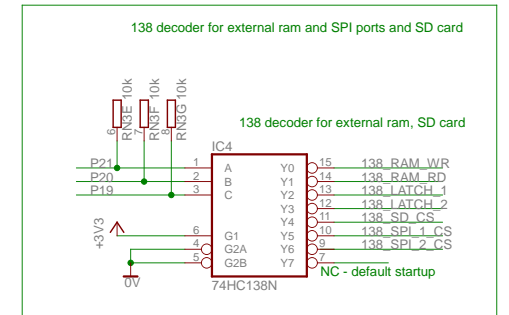 138 decoder for external ram and SPI ports and SD card
RN3E 10k
RN3F 10k
RN3G 10k
6
7
8
138 decoder for external ram, SD card
IC4
P21 1 A Y0 15 138_RAM_WR
P20 2 B Y1 14 138_RAM_RD
P19 3 C Y2 13 138_LATCH_1
Y3 12 138_LATCH_2
Y4 11 138_SD_CS
+3V3 6 G1 Y5 10 138_SPI_1_CS
4 G2A Y6 9 138_SPI_2_CS
5 G2B Y7 7
NC - default startup
0V
74HC138N